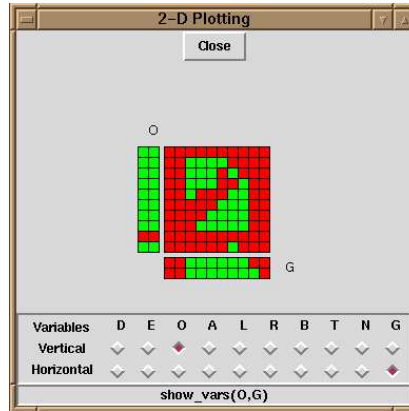 2-D Plotting
Close
O
G
Variables D E O A L R B T N G
Vertical
Horizontal
show_vars(O,G)